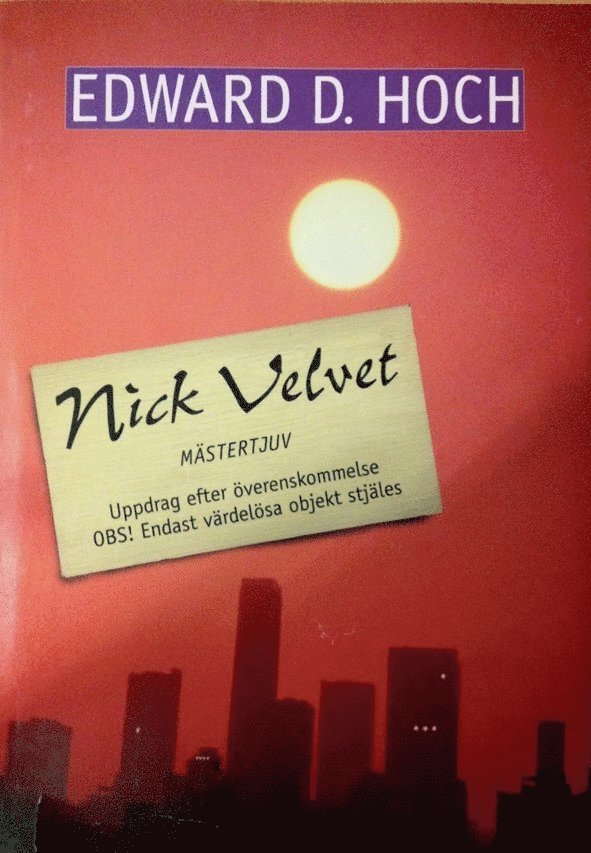 EDWARD D. HOCH
Nick Velvet
MÄSTERTJUV
Uppdrag efter överenskommelse
OBS! Endast värdelösa objekt stjäles